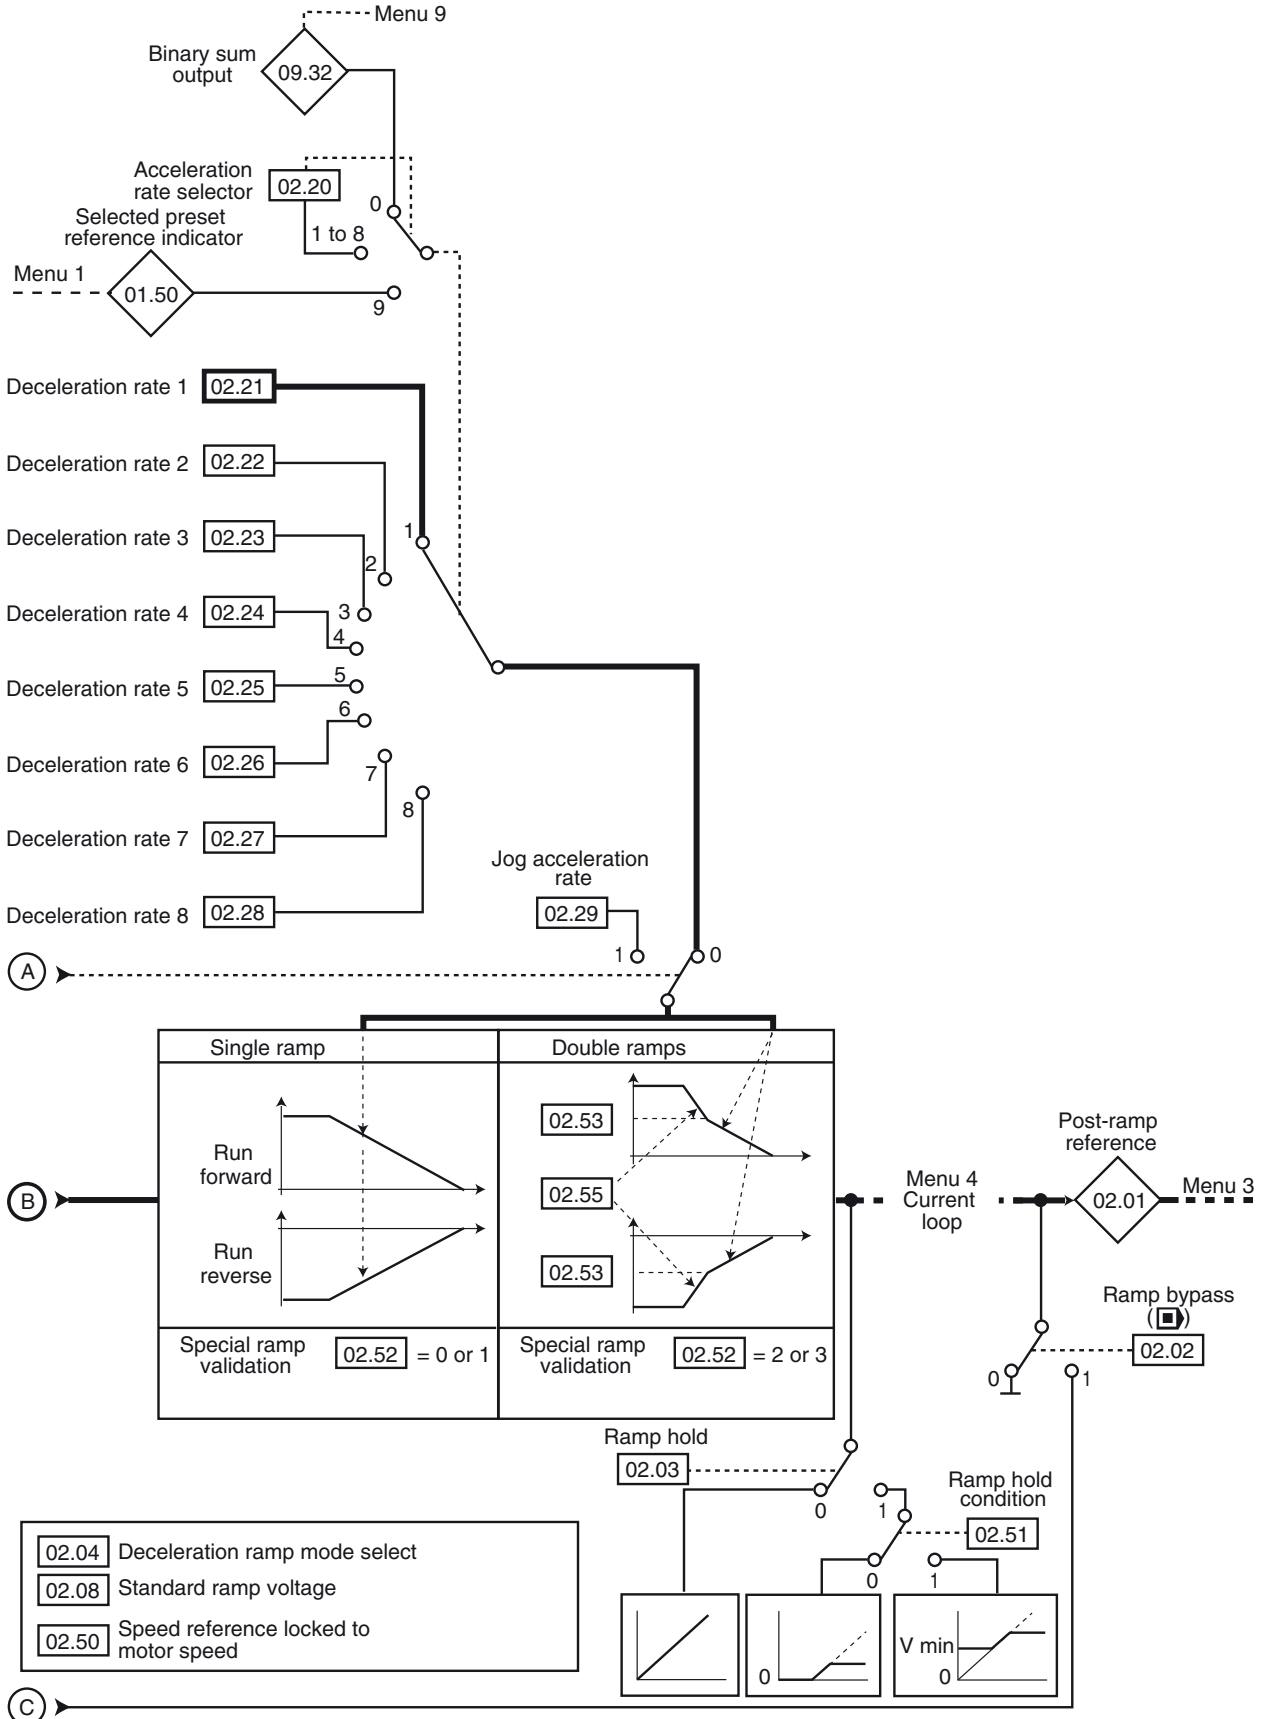 Menu 9
Binary sum
output
09.32
Acceleration
rate selector
02.20
0
1 to 8
Selected preset
reference indicator
Menu 1
01.50
9
Deceleration rate 1
02.21
Deceleration rate 2
02.22
1
Deceleration rate 3
02.23
2
Deceleration rate 4
02.24
3
4
Deceleration rate 5
02.25
5
6
Deceleration rate 6
02.26
7
8
Deceleration rate 7
02.27
Jog acceleration
rate
02.29
Deceleration rate 8
02.28
1
0
A
Single ramp
Double ramps
02.53
Run
forward
02.55
Run
reverse
02.53
B
Menu 4
Current
loop
Post-ramp
reference
02.01
Menu 3
Special ramp
validation
02.52
= 0 or 1
Special ramp
validation
02.52
= 2 or 3
Ramp bypass
( )
02.02
0
1
Ramp hold
02.03
0
1
Ramp hold
condition
02.51
0
1
0
V min
0
02.04
Deceleration ramp mode select
02.08
Standard ramp voltage
02.50
Speed reference locked to
motor speed
C